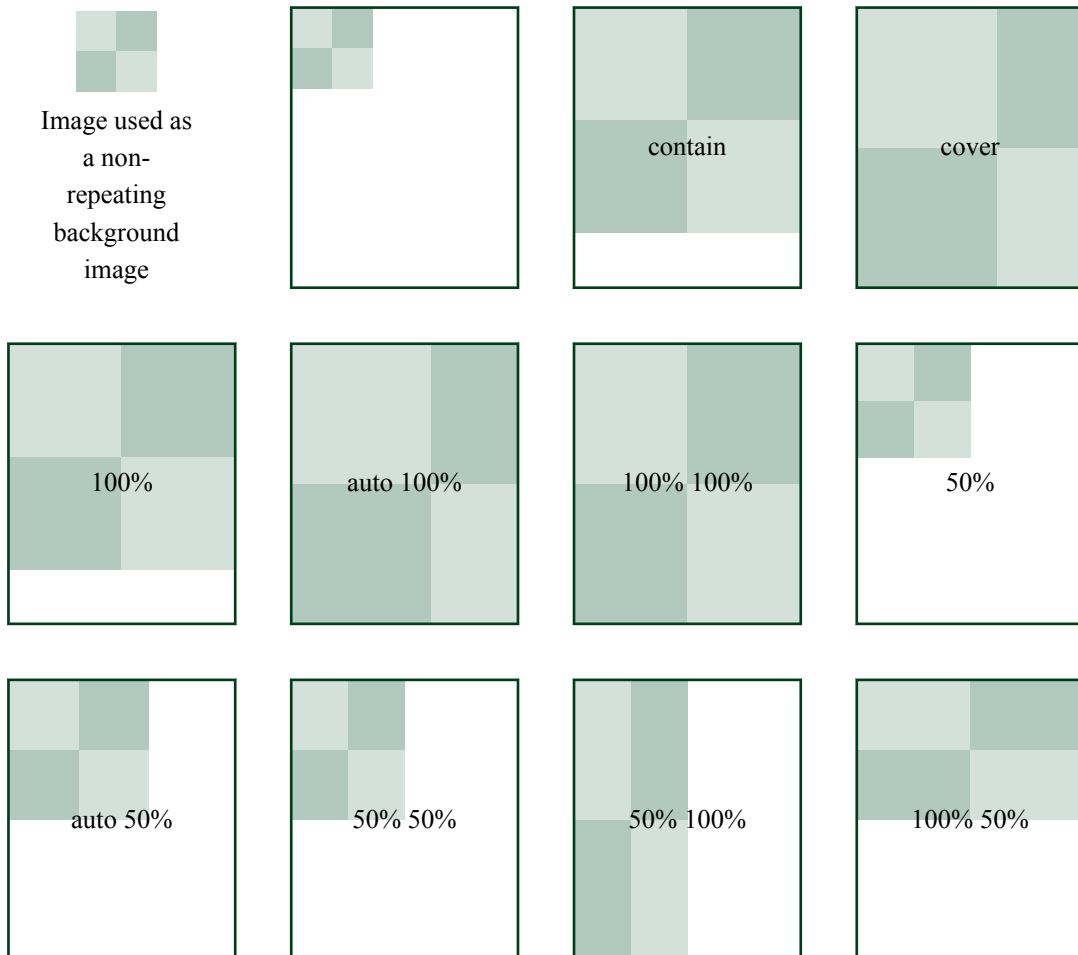 Image used as
a non-
repeating
background
image
contain
cover
100%
auto 100%
100% 100%
50%
auto 50%
50% 50%
50% 100%
100% 50%